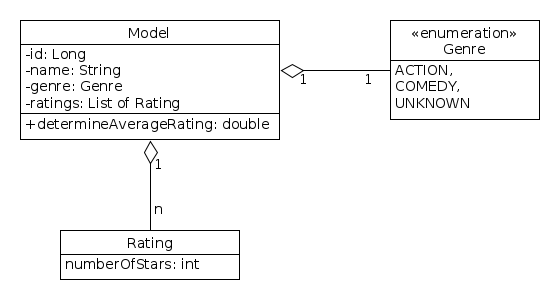 Model
-id: Long
-name: String
-genre: Genre
-ratings: List of Rating
+determineAverageRating: double
«enumeration»
Genre
ACTION,
COMEDY,
UNKNOWN
1
1
1
n
Rating
numberOfStars: int